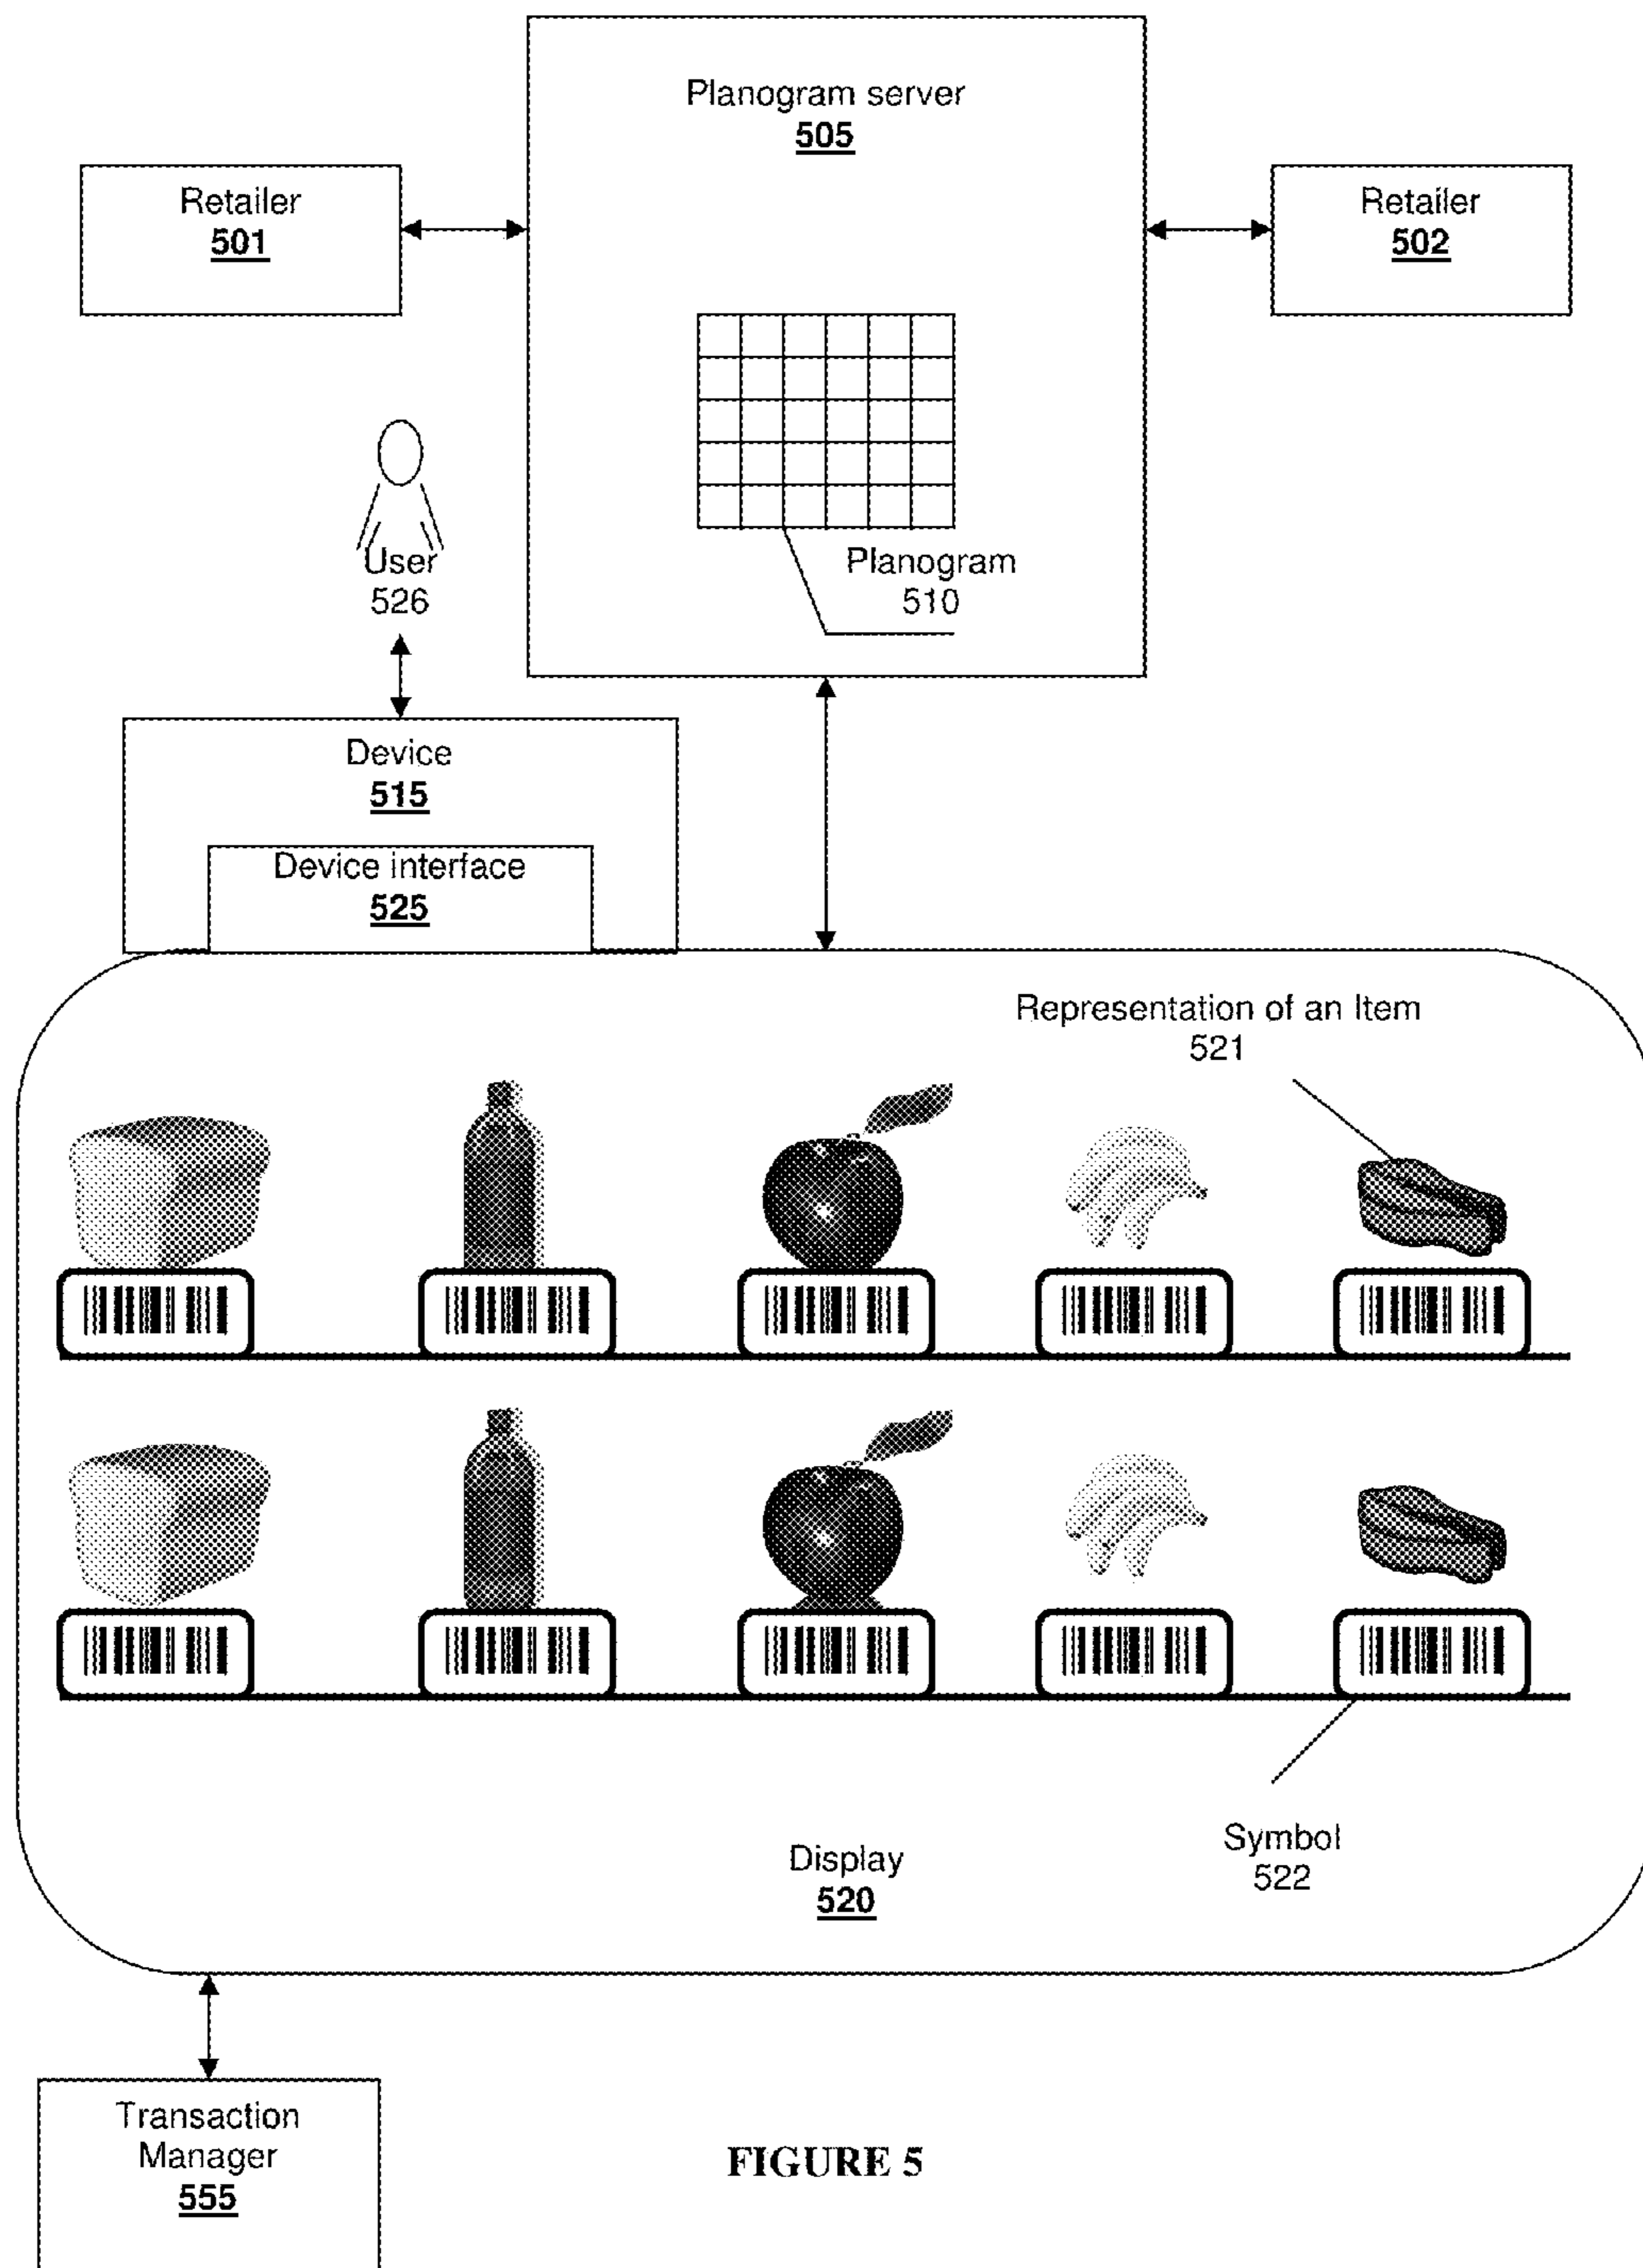 Planogram server
505
Retailer
501
Retailer
502
Planogram
510
User
526
Device
515
Device interface
525
Representation of an Item
521
Symbol
522
Display
520
Transaction
Manager
555
FIGURE 5